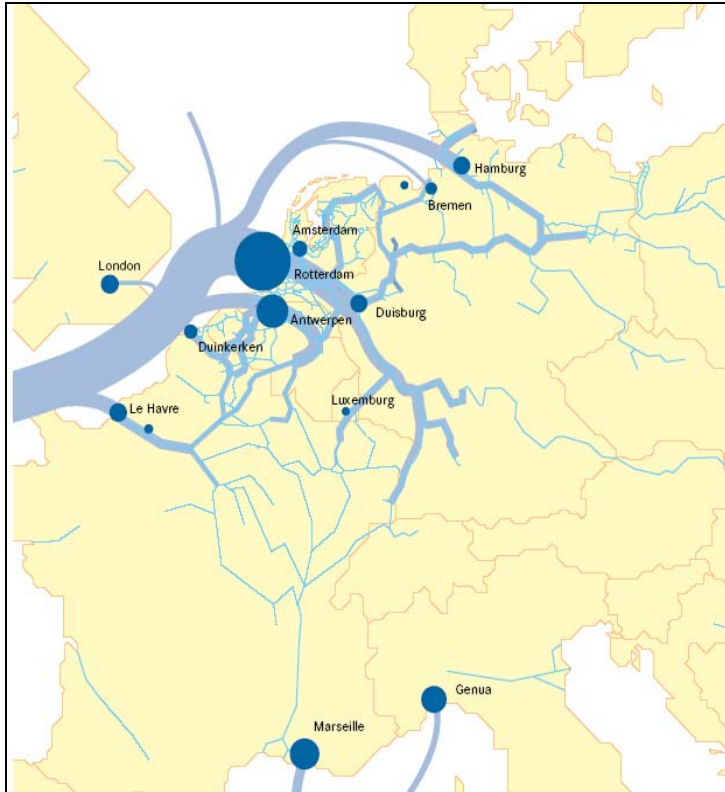 Hamburg
Bremen
Amsterdam
London
Rotterdam
Duisburg
Antwerpen
Duinkerken
Luxemburg
Le Havre
Genua
Marseille